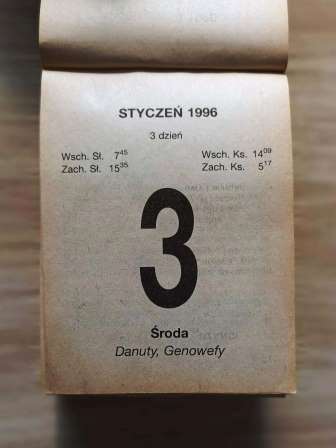 STYCZEŃ 1996
3 dzień
Wsch. Sł. 7⁴⁵ Wsch. Ks. 14⁰⁹
Zach. Sł. 15³⁵ Zach. Ks. 5¹⁷
3
Środa
Danuty, Genowefy